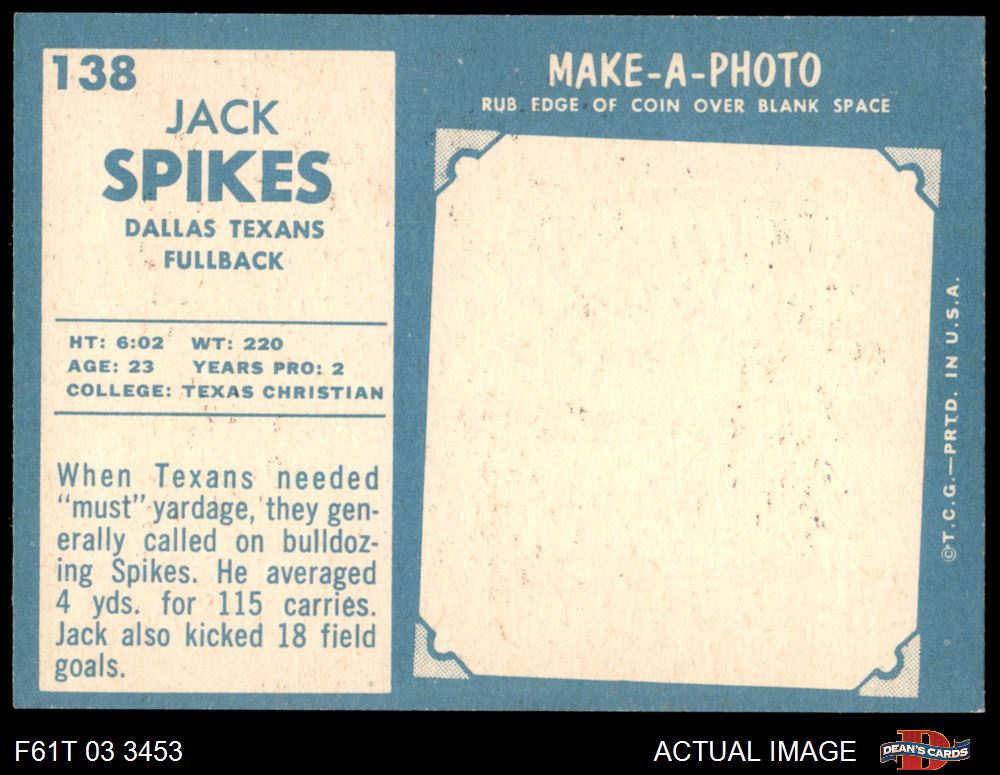 138
JACK
SPIKES
DALLAS TEXANS
FULLBACK
HT: 6:02 WT: 220
AGE: 23 YEARS PRO: 2
COLLEGE: TEXAS CHRISTIAN
When Texans needed
“must” yardage, they gen-
erally called on bulldoz-
ing Spikes. He averaged
4 yds. for 115 carries.
Jack also kicked 18 field
goals.
MAKE-A-PHOTO
RUB EDGE OF COIN OVER BLANK SPACE
©T.C.G.—PRTD. IN U.S.A.
F61T 03 3453
ACTUAL IMAGE
D
DEAN'S CARDS